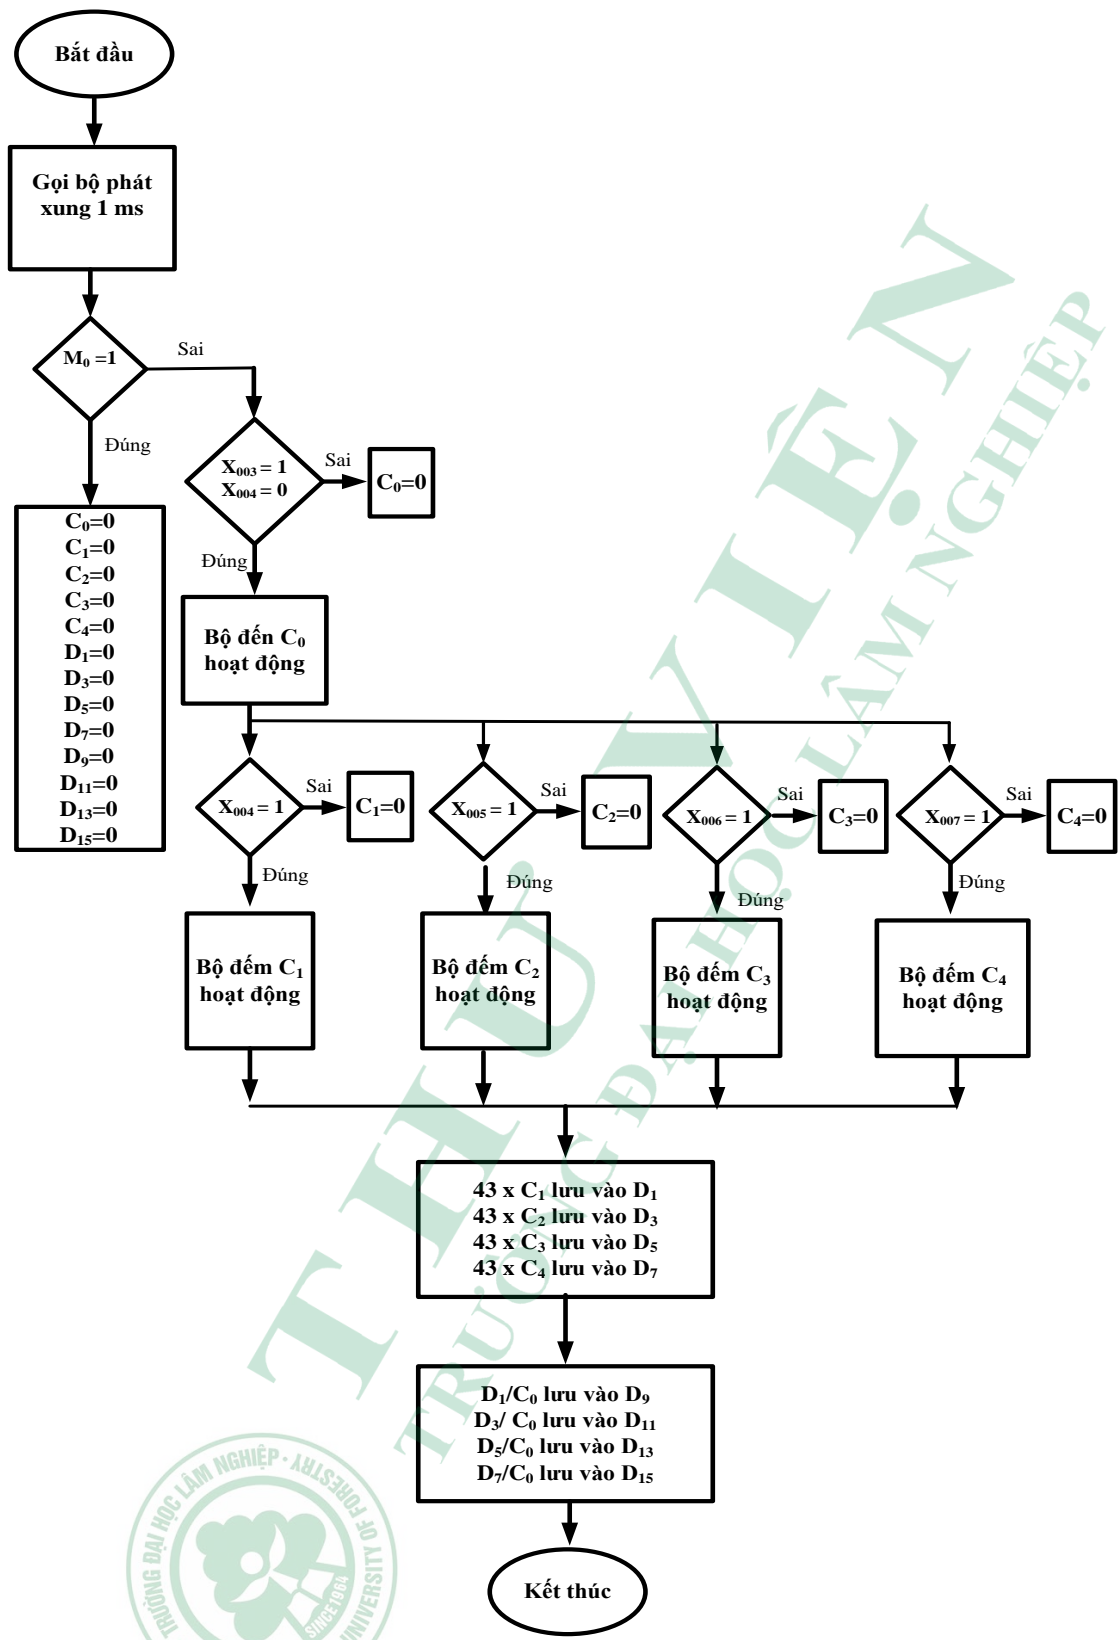 Bắt đầu
Gọi bộ phát
xung 1 ms
M₀ =1
Sai
Đúng
X₀₀₃ = 1
X₀₀₄ = 0
Sai
C₀=0
Đúng
C₀=0
C₁=0
C₂=0
C₃=0
C₄=0
D₁=0
D₃=0
D₅=0
D₇=0
D₉=0
D₁₁=0
D₁₃=0
D₁₅=0
Bộ đến C₀
hoạt động
X₀₀₄ = 1
Sai
C₁=0
X₀₀₅ = 1
Sai
C₂=0
X₀₀₆ = 1
Sai
C₃=0
X₀₀₇ = 1
Sai
C₄=0
Đúng
Đúng
Đúng
Đúng
Bộ đếm C₁
hoạt động
Bộ đếm C₂
hoạt động
Bộ đếm C₃
hoạt động
Bộ đếm C₄
hoạt động
43 x C₁ lưu vào D₁
43 x C₂ lưu vào D₃
43 x C₃ lưu vào D₅
43 x C₄ lưu vào D₇
D₁/C₀ lưu vào D₉
D₃/ C₀ lưu vào D₁₁
D₅/C₀ lưu vào D₁₃
D₇/C₀ lưu vào D₁₅
Kết thúc
THƯ VIỆN
TRƯỜNG ĐẠI HỌC LÂM NGHIỆP
TRƯỜNG ĐẠI HỌC LÂM NGHIỆP
UNIVERSITY OF FORESTRY
SINCE1964